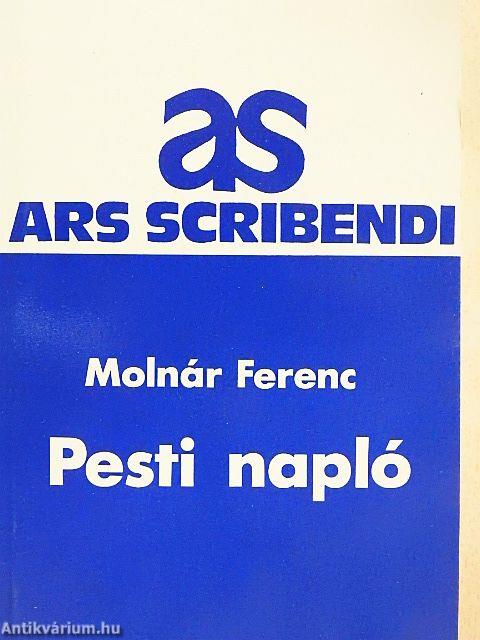 as
ARS SCRIBENDI
Molnár Ferenc
Pesti napló
Antikvárium.hu